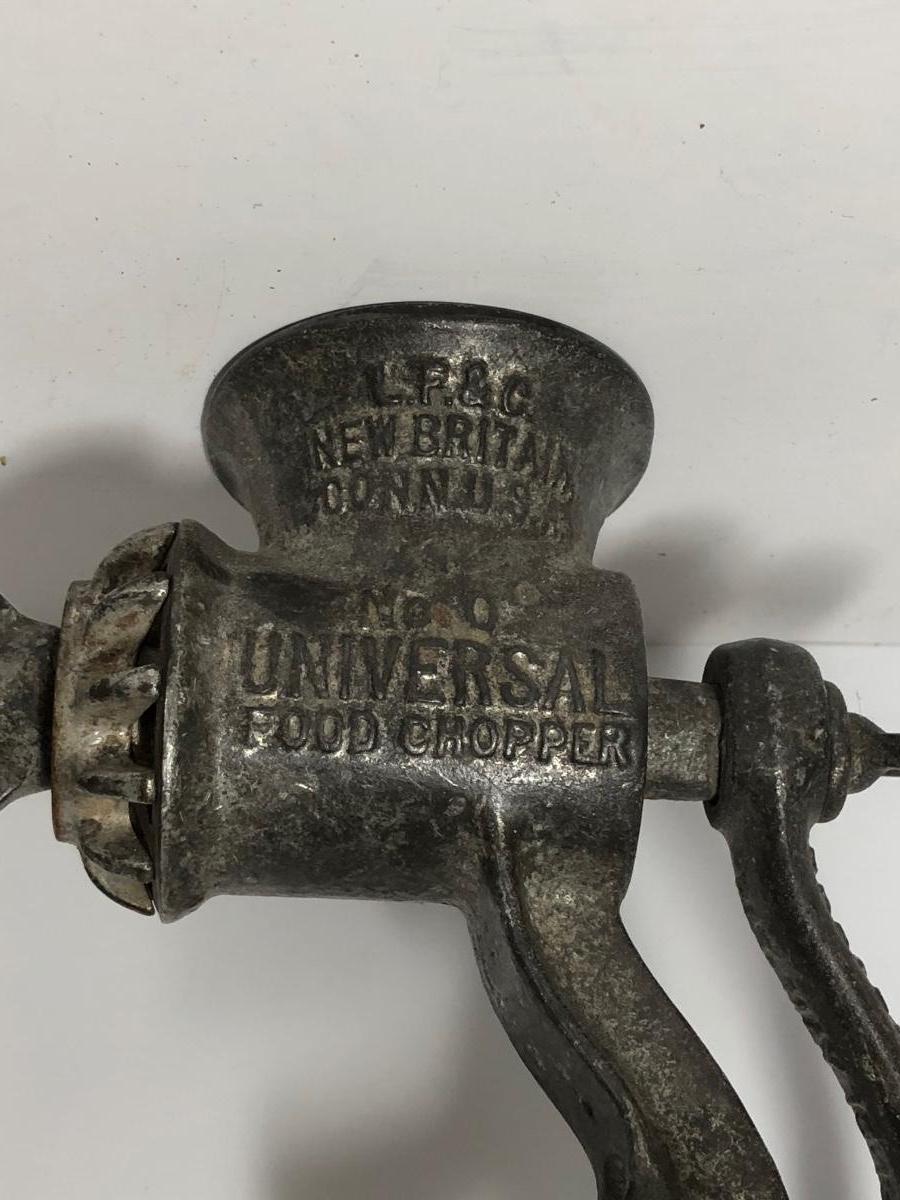 L.F.&C.
NEW BRITAIN
CONN.U.S.A.
No 0
UNIVERSAL
FOOD CHOPPER